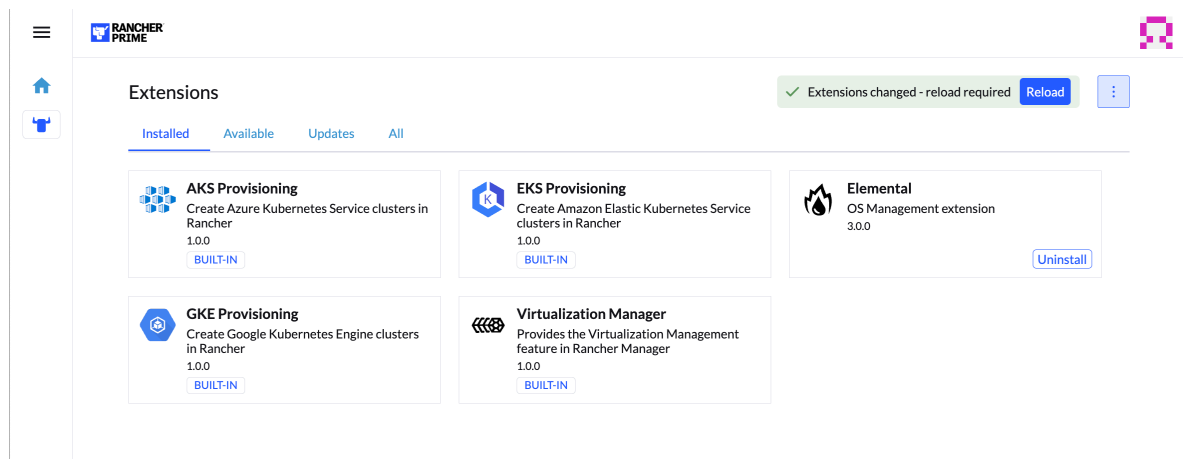 RANCHER
PRIME
Extensions
Extensions changed - reload required
Reload
Installed
Available
Updates
All
AKS Provisioning
Create Azure Kubernetes Service clusters in
Rancher
1.0.0
BUILT-IN
EKS Provisioning
Create Amazon Elastic Kubernetes Service
clusters in Rancher
1.0.0
BUILT-IN
Elemental
OS Management extension
3.0.0
Uninstall
GKE Provisioning
Create Google Kubernetes Engine clusters
in Rancher
1.0.0
BUILT-IN
Virtualization Manager
Provides the Virtualization Management
feature in Rancher Manager
1.0.0
BUILT-IN